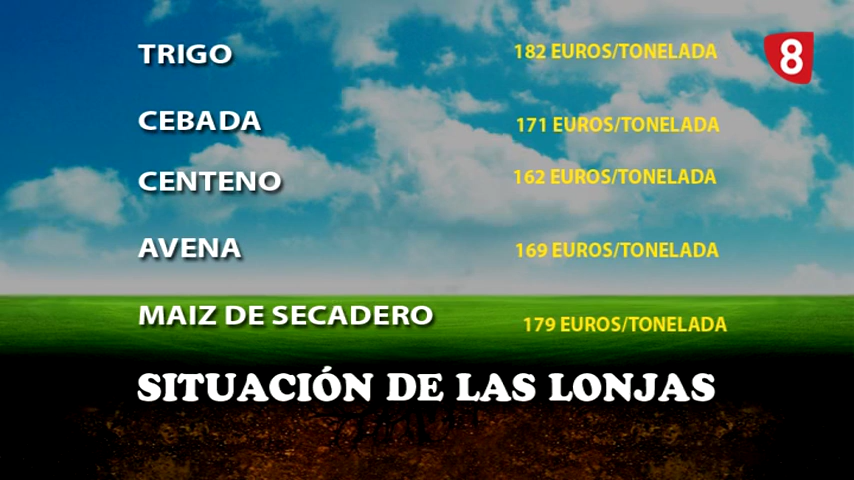 TRIGO 182 EUROS/TONELADA
8
CEBADA 171 EUROS/TONELADA
CENTENO 162 EUROS/TONELADA
AVENA 169 EUROS/TONELADA
MAIZ DE SECADERO 179 EUROS/TONELADA
SITUACIÓN DE LAS LONJAS